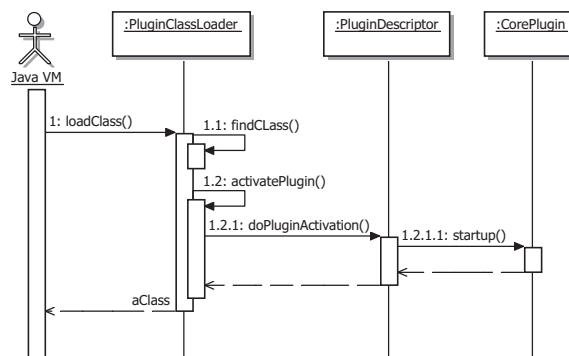 :PluginClassLoader
:PluginDescriptor
:CorePlugin
Java VM
1: loadClass()
1.1: findCLass()
1.2: activatePlugin()
1.2.1: doPluginActivation()
1.2.1.1: startup()
aClass